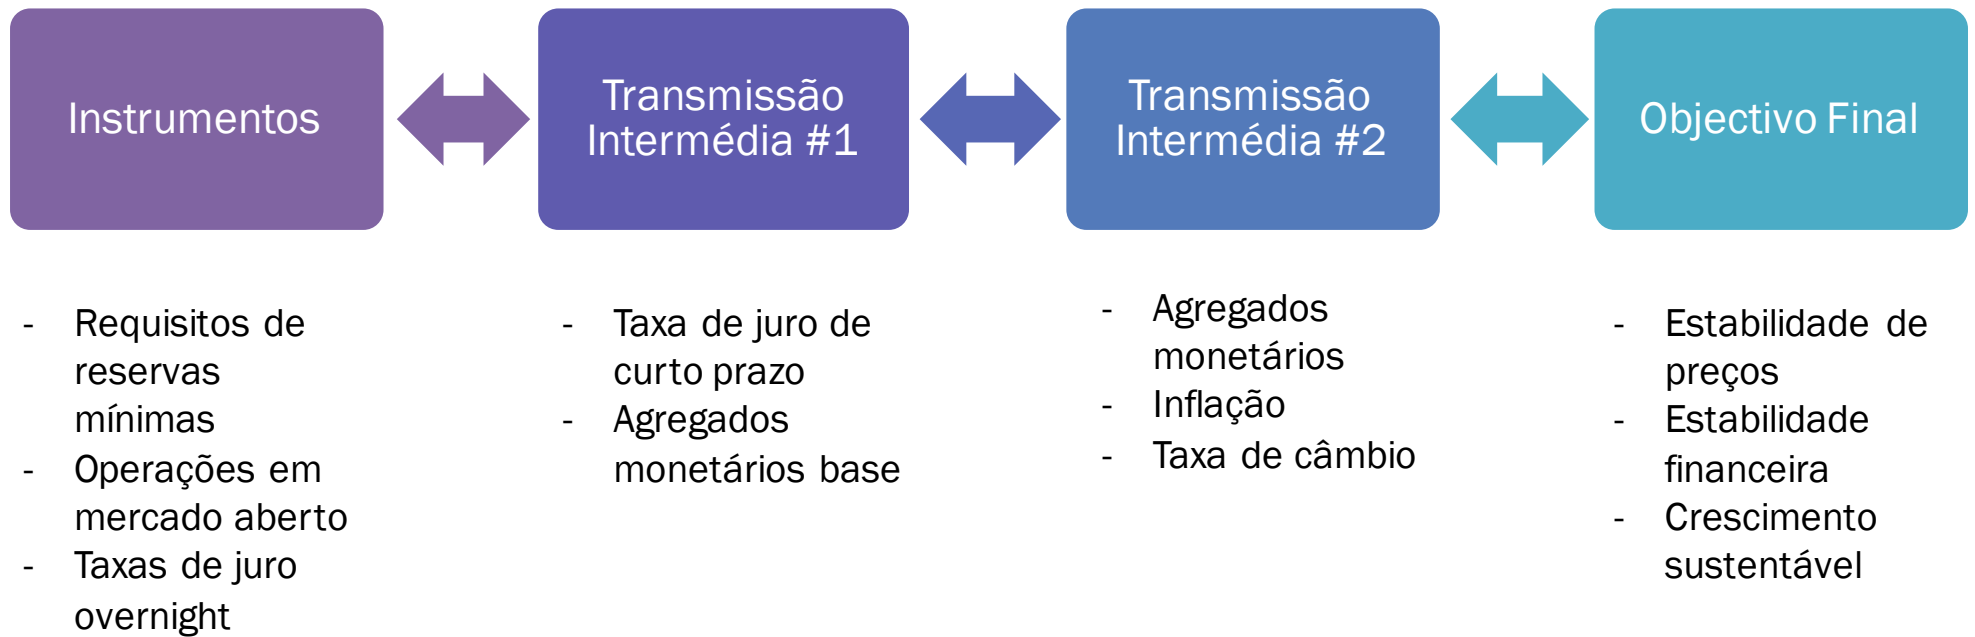 Instrumentos
Transmissão
Intermédia #1
Transmissão
Intermédia #2
Objectivo Final
- Requisitos de
reservas
mínimas
- Operações em
mercado aberto
- Taxas de juro
overnight
- Taxa de juro de
curto prazo
- Agregados
monetários base
- Agregados
monetários
- Inflação
- Taxa de câmbio
- Estabilidade de
preços
- Estabilidade
financeira
- Crescimento
sustentável